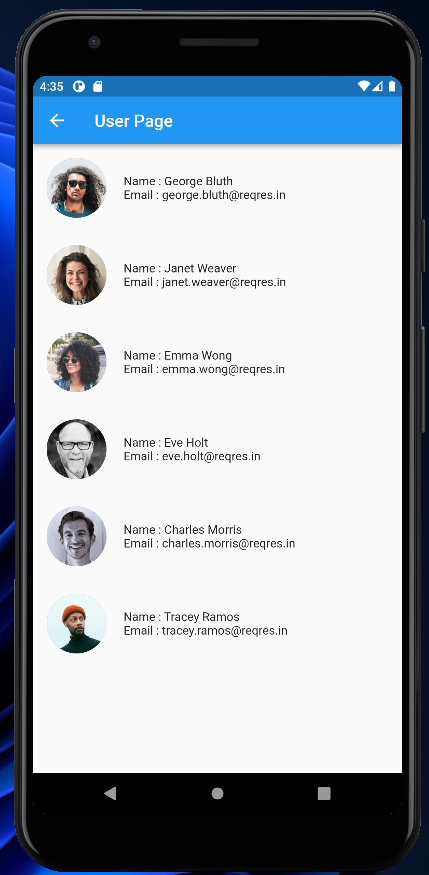 4:35
User Page
Name : George Bluth
Email : george.bluth@reqres.in
Name : Janet Weaver
Email : janet.weaver@reqres.in
Name : Emma Wong
Email : emma.wong@reqres.in
Name : Eve Holt
Email : eve.holt@reqres.in
Name : Charles Morris
Email : charles.morris@reqres.in
Name : Tracey Ramos
Email : tracey.ramos@reqres.in